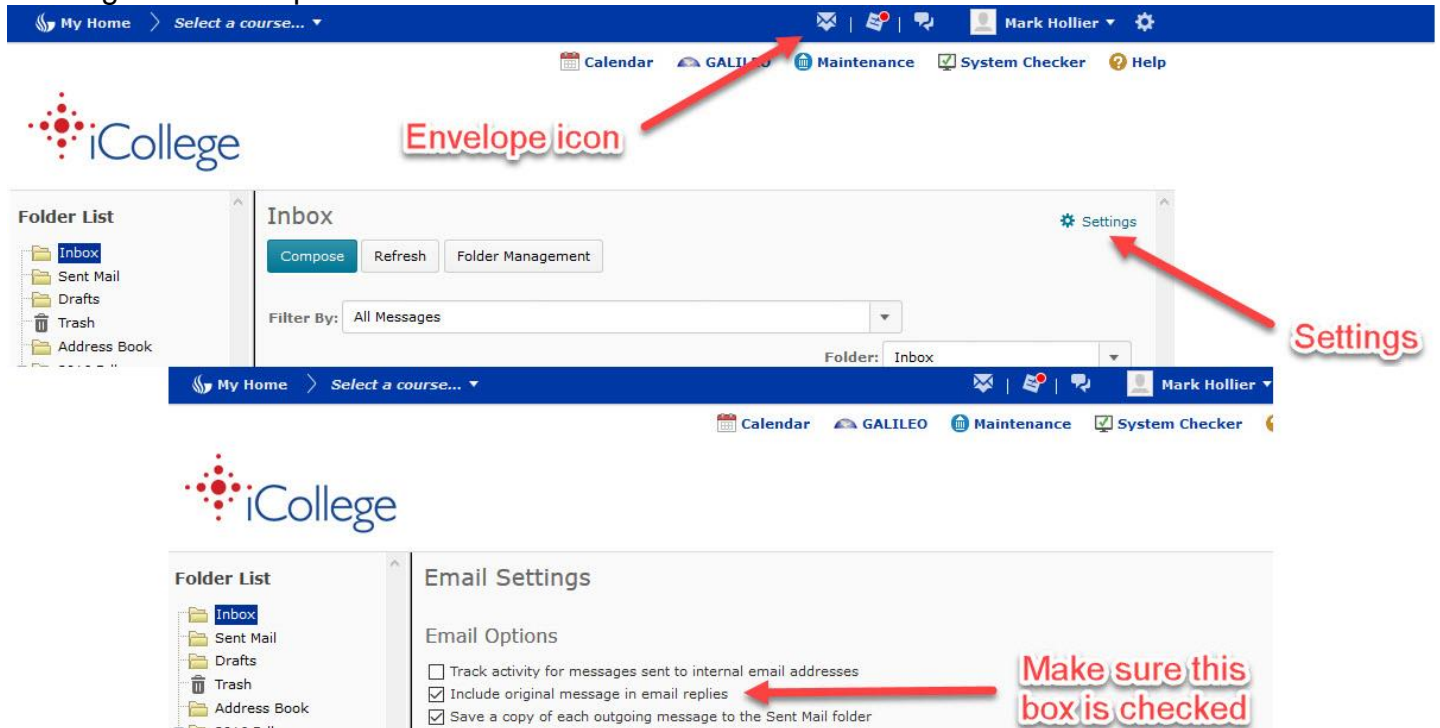 My Home > Select a course... Mark Hollier
Calendar GALILEO Maintenance System Checker Help
iCollege
Envelope icon
Folder List
Inbox
Sent Mail
Drafts
Trash
Address Book
Inbox
Settings
Compose Refresh Folder Management
Filter By: All Messages
Folder: Inbox
Settings
My Home > Select a course... Mark Hollier
Calendar GALILEO Maintenance System Checker
iCollege
Folder List
Inbox
Sent Mail
Drafts
Trash
Address Book
Email Settings
Email Options
Track activity for messages sent to internal email addresses
Include original message in email replies
Save a copy of each outgoing message to the Sent Mail folder
Make sure this
box is checked